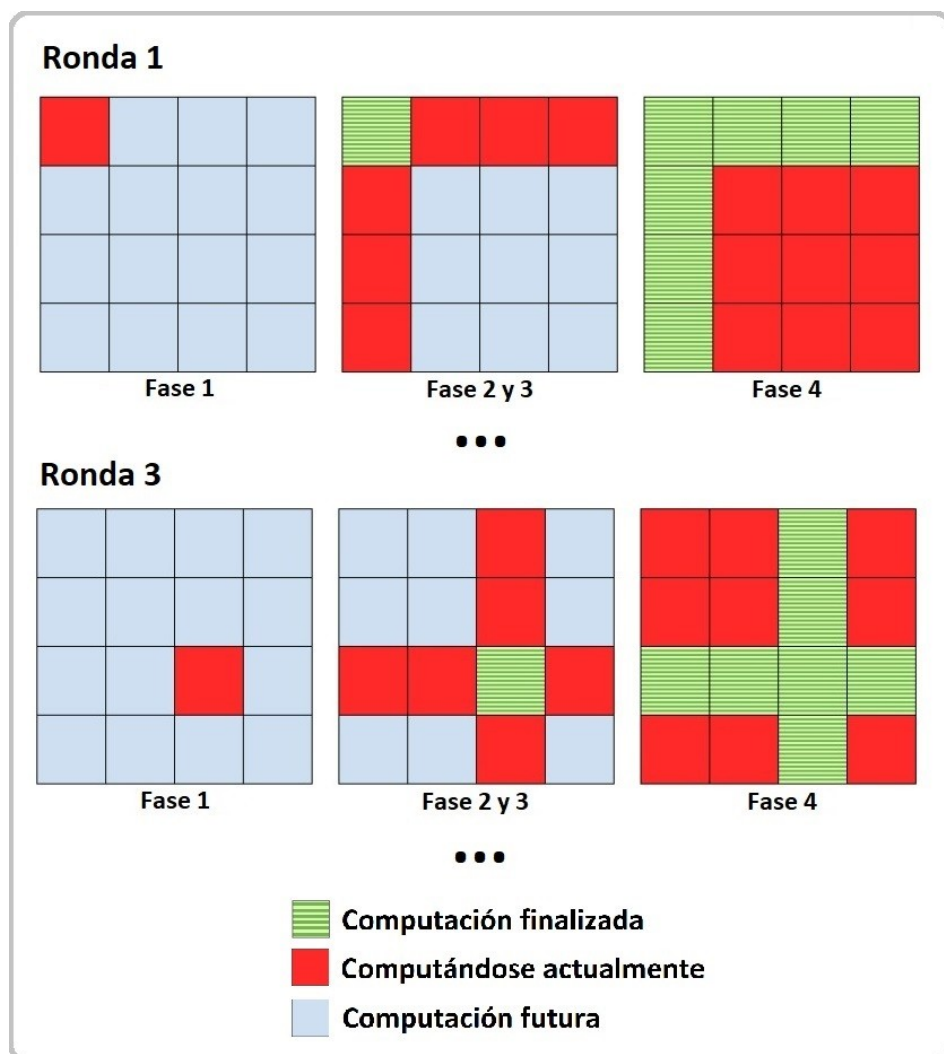 Ronda 1
Fase 1
Fase 2 y 3
Fase 4
...
Ronda 3
Fase 1
Fase 2 y 3
Fase 4
...
Computación finalizada
Computándose actualmente
Computación futura